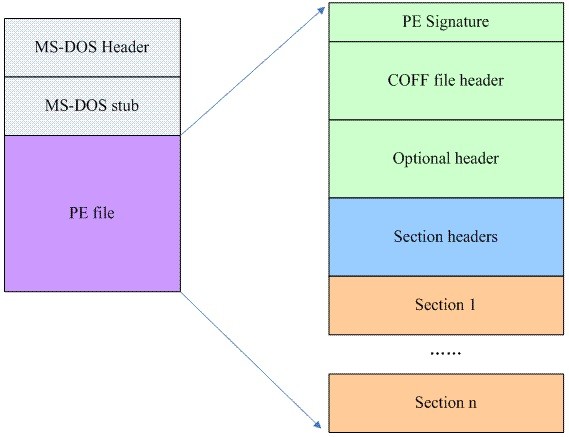 MS-DOS Header
MS-DOS stub
PE file
PE Signature
COFF file header
Optional header
Section headers
Section 1
......
Section n